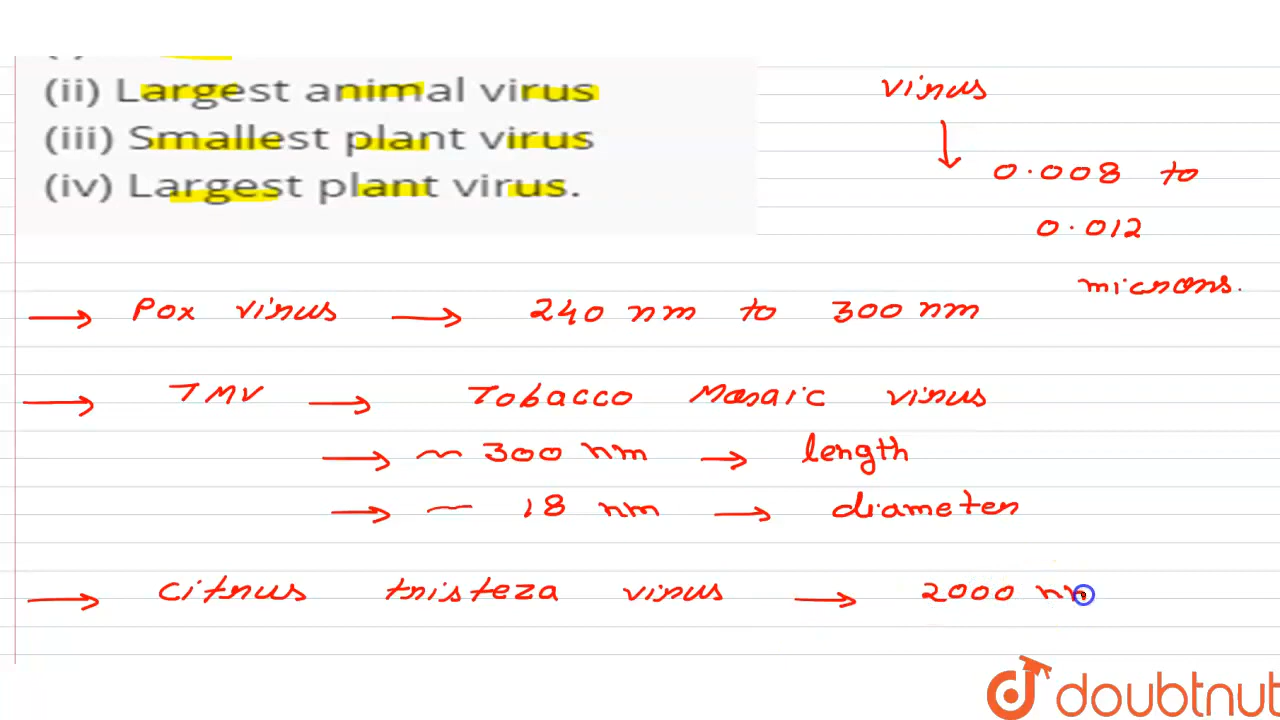 (ii) Largest animal virus
(iii) Smallest plant virus
(iv) Largest plant virus.
virus
↓ 0.008 to
0.012
microns.
→ Pox virus → 240 nm to 300 nm
→ TMV → Tobacco Mosaic virus
→ ~ 300 nm → length
→ ~ 18 nm → diameter
→ citrus tristeza virus → 2000 nm
doubtnut